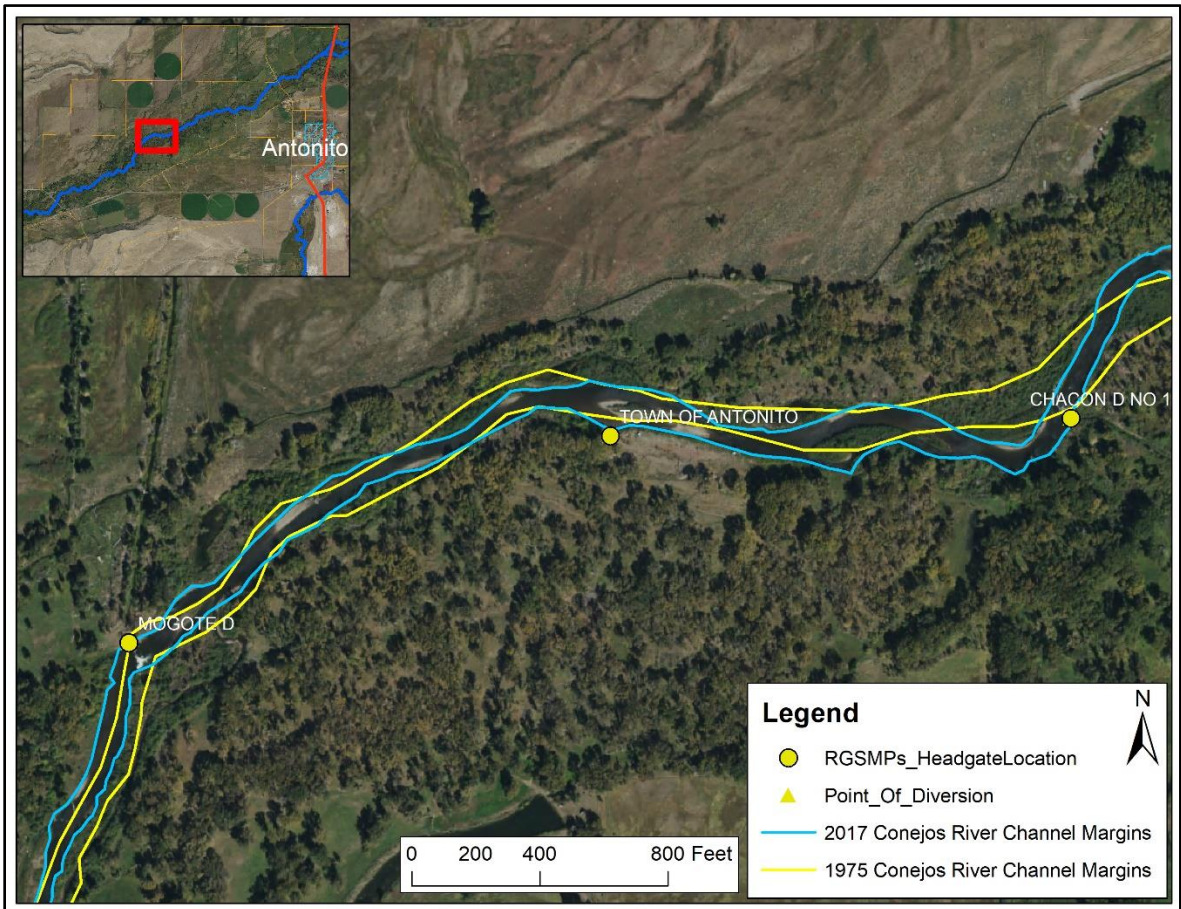 Antonito
CHACON D NO 1
TOWN OF ANTONITO
MOGOTE D
Legend
N
RGSMPs_HeadgateLocation
Point_Of_Diversion
2017 Conejos River Channel Margins
1975 Conejos River Channel Margins
0 200 400 800 Feet